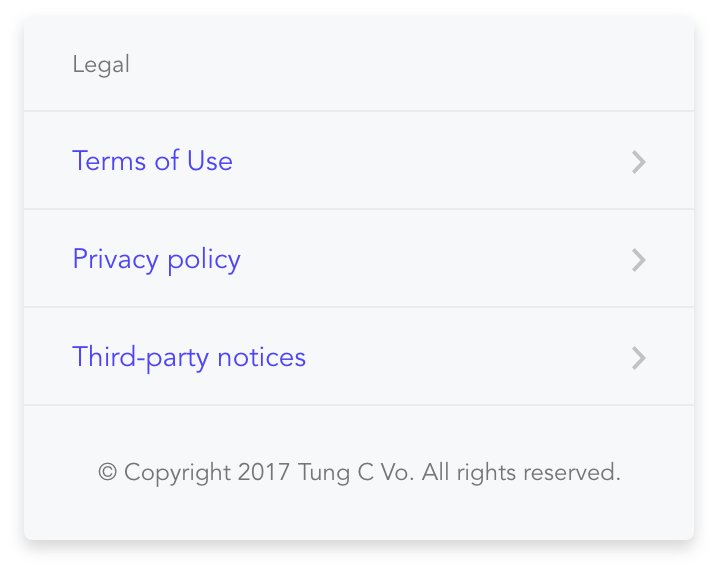 Legal
Terms of Use
Privacy policy
Third-party notices
© Copyright 2017 Tung C Vo. All rights reserved.